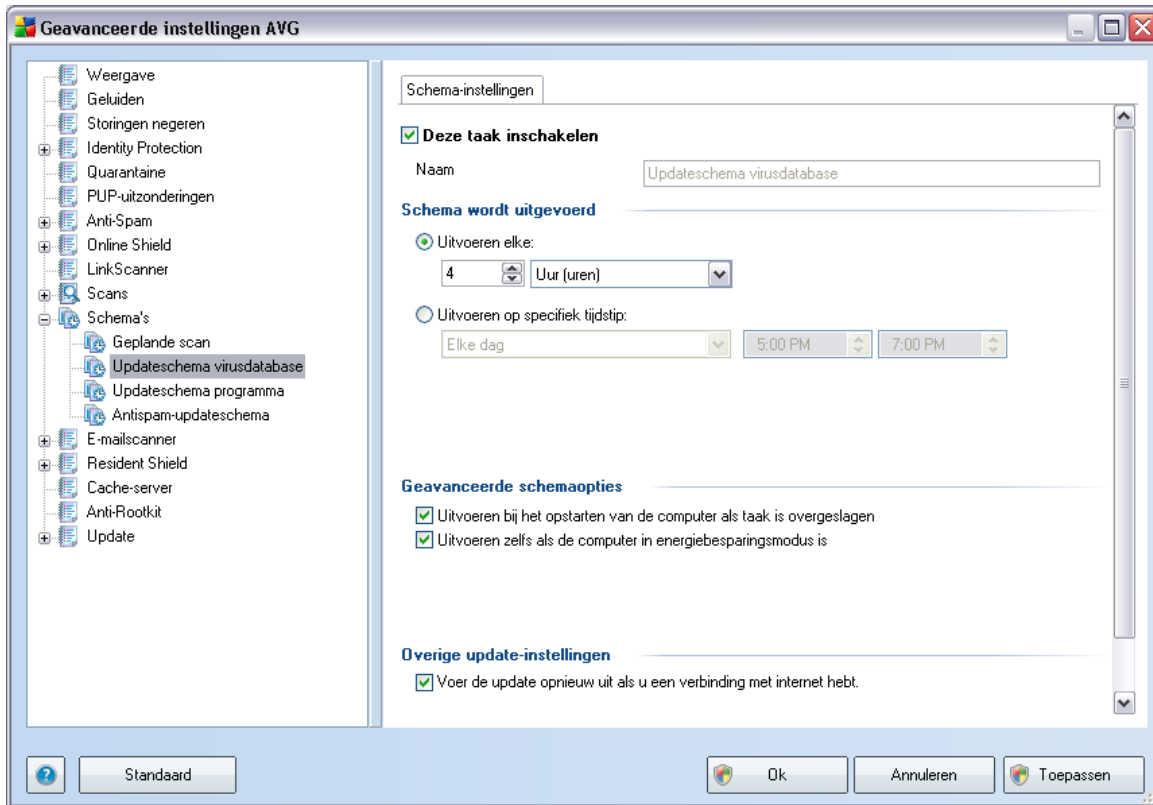 Geavanceerde instellingen AVG
Weergave
Geluiden
Storingen negeren
Identity Protection
Quarantaine
PUP-uitzonderingen
Anti-Spam
Online Shield
LinkScanner
Scans
Schema's
Geplande scan
Updateschema virusdatabase
Updateschema programma
Antispam-updateschema
E-mailscanner
Resident Shield
Cache-server
Anti-Rootkit
Update
Schema-instellingen
Deze taak inschakelen
Naam Updateschema virusdatabase
Schema wordt uitgevoerd
Uitvoeren elke:
4 Uur (uren)
Uitvoeren op specifiek tijdstip:
Elke dag 5:00 PM 7:00 PM
Geavanceerde schemaopties
Uitvoeren bij het opstarten van de computer als taak is overgeslagen
Uitvoeren zelfs als de computer in energiebesparingsmodus is
Overige update-instellingen
Voer de update opnieuw uit als u een verbinding met internet hebt.
? Standaard Ok Annuleren Toepassen